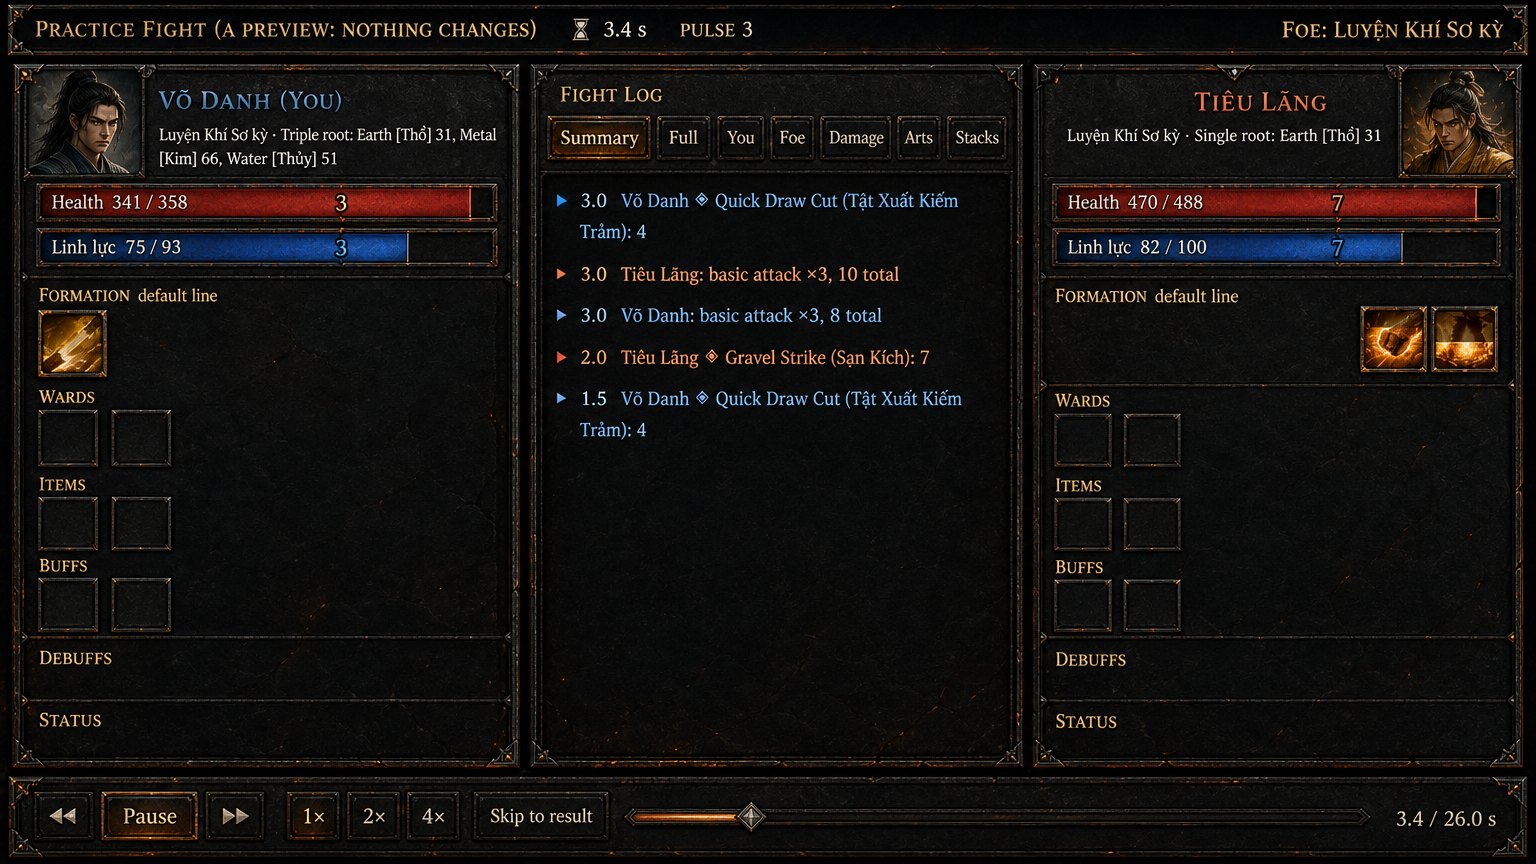 PRACTICE FIGHT (A PREVIEW: NOTHING CHANGES)
3.4 s
PULSE 3
FOE: LUYỆN KHÍ SƠ KỲ
VÕ DANH (YOU)
Luyện Khí Sơ kỳ · Triple root: Earth [Thổ] 31, Metal
[Kim] 66, Water [Thủy] 51
Health 341 / 358
3
Linh lực 75 / 93
3
FORMATION default line
WARDS
ITEMS
BUFFS
DEBUFFS
STATUS
FIGHT LOG
Summary
Full
You
Foe
Damage
Arts
Stacks
3.0 Võ Danh ◈ Quick Draw Cut (Tật Xuất Kiếm
Trảm): 4
3.0 Tiêu Lãng: basic attack ×3, 10 total
3.0 Võ Danh: basic attack ×3, 8 total
2.0 Tiêu Lãng ◈ Gravel Strike (Sạn Kích): 7
1.5 Võ Danh ◈ Quick Draw Cut (Tật Xuất Kiếm
Trảm): 4
TIÊU LÃNG
Luyện Khí Sơ kỳ · Single root: Earth [Thổ] 31
Health 470 / 488
7
Linh lực 82 / 100
7
FORMATION default line
WARDS
ITEMS
BUFFS
DEBUFFS
STATUS
Pause
1×
2×
4×
Skip to result
3.4 / 26.0 s